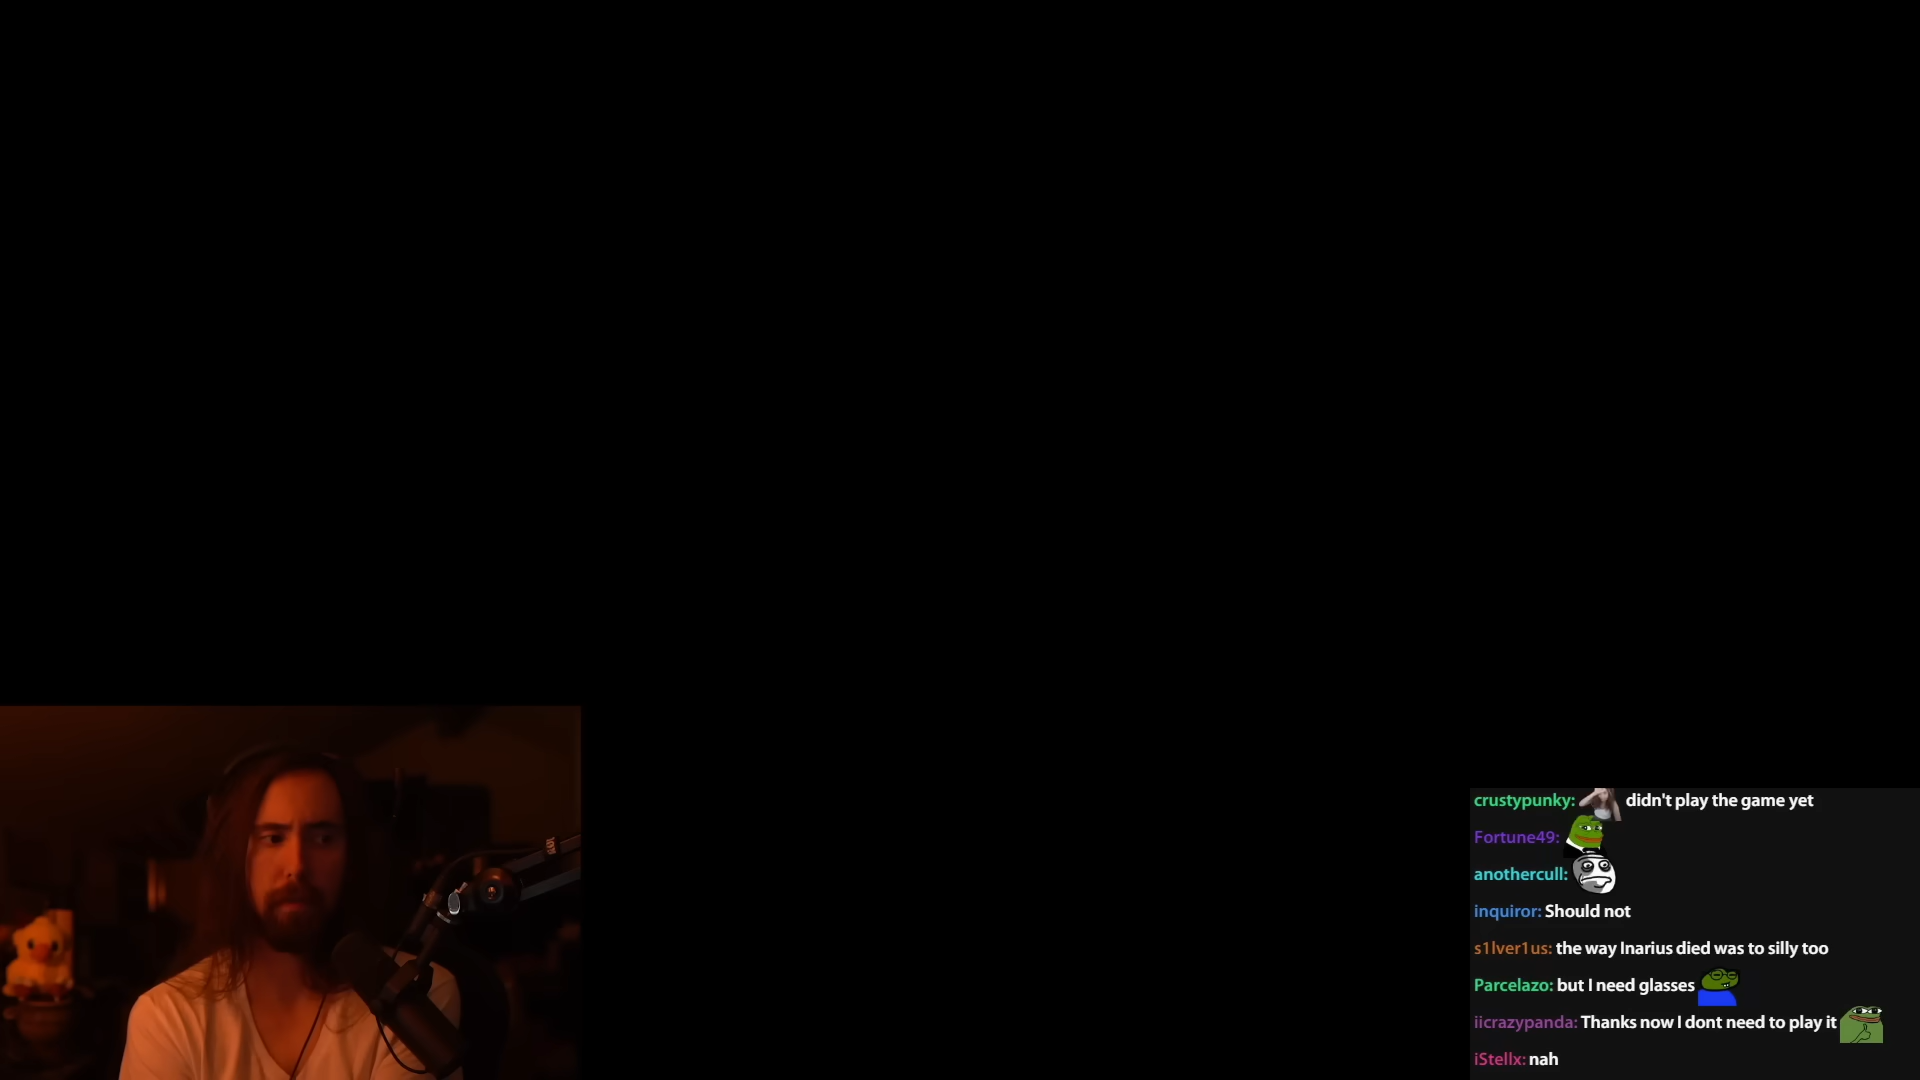 crustypunky: didn't play the game yet
Fortune49:
anothercull:
inquiror: Should not
s1lver1us: the way Inarius died was to silly too
Parcelazo: but I need glasses
iicrazypanda: Thanks now I dont need to play it
iStellx: nah